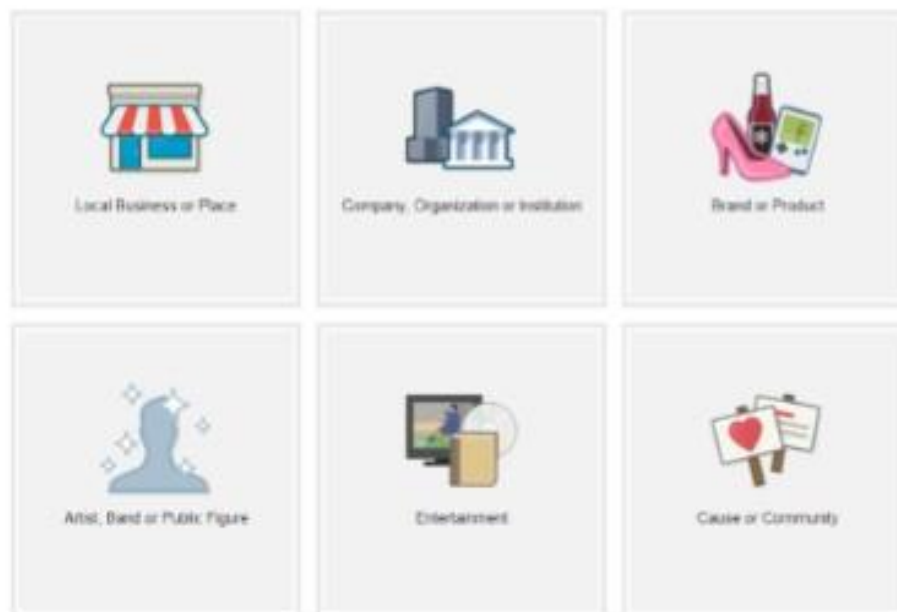 Local Business or Place
Company, Organization or Institution
Brand or Product
Artist, Band or Public Figure
Entertainment
Cause or Community